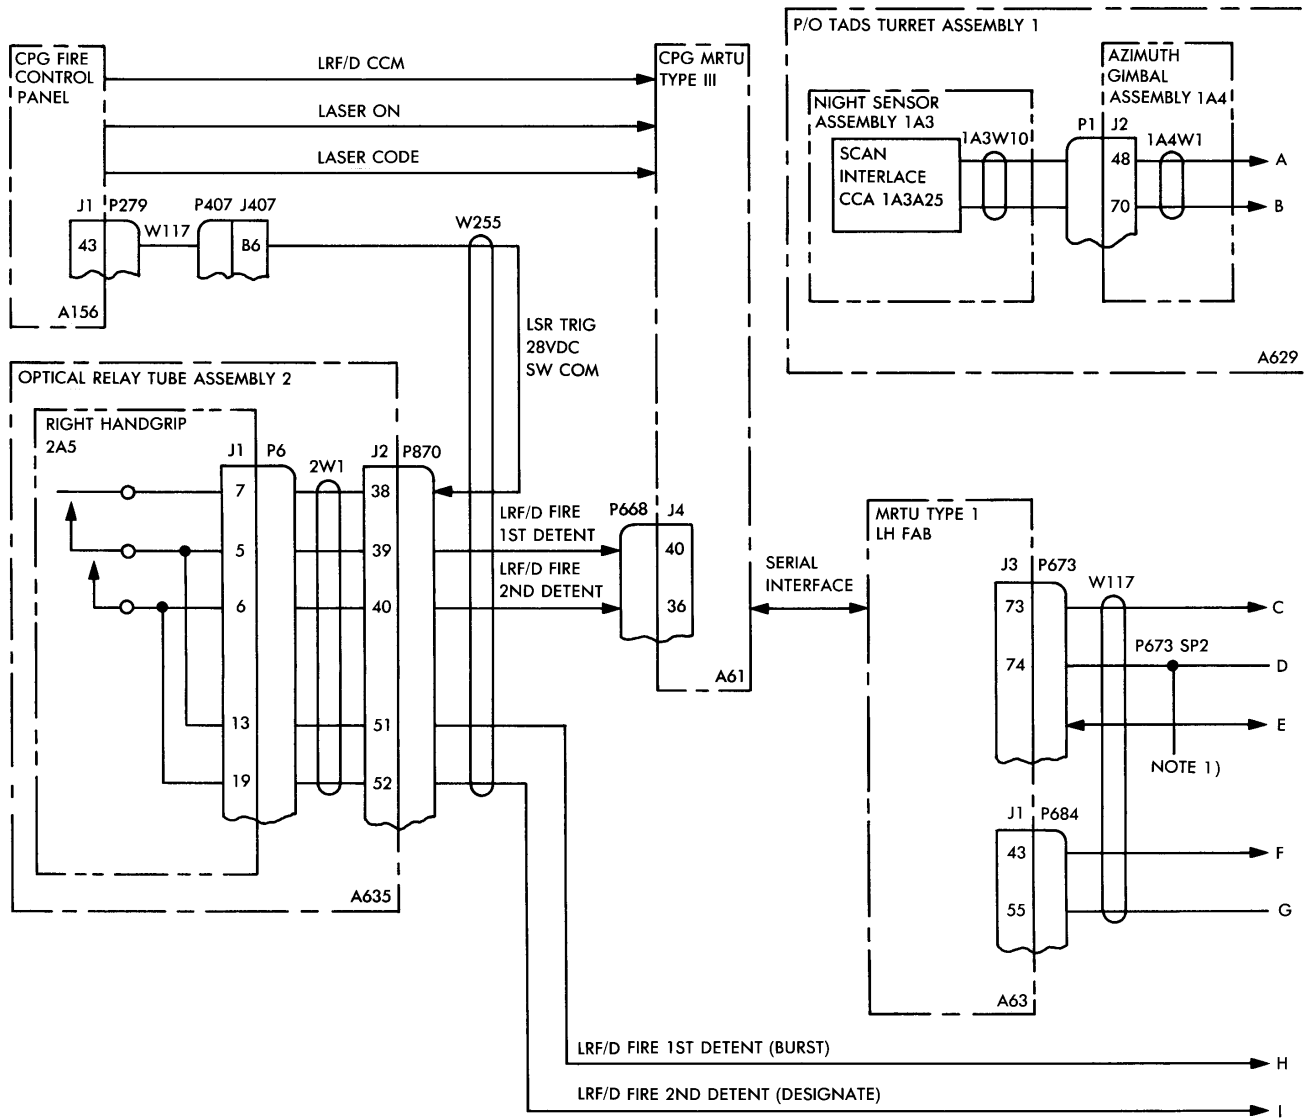 P/O TADS TURRET ASSEMBLY 1
CPG FIRE
CONTROL
PANEL
LRF/D CCM
LASER ON
LASER CODE
CPG MRTU
TYPE III
AZIMUTH
GIMBAL
ASSEMBLY 1A4
NIGHT SENSOR
ASSEMBLY 1A3
SCAN
INTERLACE
CCA 1A3A25
1A3W10
P1 J2
1A4W1
48
70
A
B
A629
J1 P279
43
W117
P407 J407
B6
W255
A156
LSR TRIG
28VDC
SW COM
OPTICAL RELAY TUBE ASSEMBLY 2
RIGHT HANDGRIP
2A5
J1 P6
2W1
J2 P870
7
5
6
13
19
38
39
40
51
52
A635
LRF/D FIRE
1ST DETENT
LRF/D FIRE
2ND DETENT
P668 J4
40
36
A61
SERIAL
INTERFACE
MRTU TYPE 1
LH FAB
J3 P673
W117
73
74
P673 SP2
C
D
E
NOTE 1)
J1 P684
43
55
F
G
A63
LRF/D FIRE 1ST DETENT (BURST)
H
LRF/D FIRE 2ND DETENT (DESIGNATE)
I